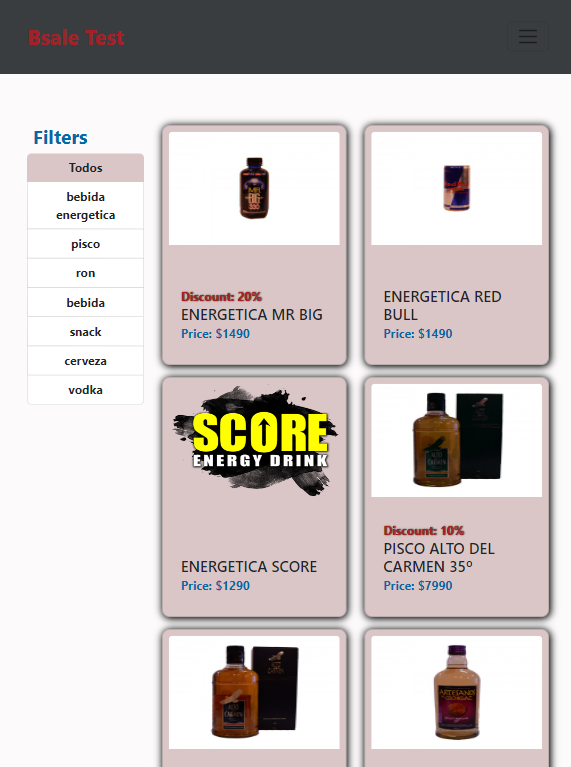 Bsale Test
Filters
Todos
bebida
energetica
pisco
ron
bebida
snack
cerveza
vodka
Discount: 20%
ENERGETICA MR BIG
Price: $1490
ENERGETICA RED
BULL
Price: $1490
SCORE
ENERGY DRINK
ENERGETICA SCORE
Price: $1290
Discount: 10%
PISCO ALTO DEL
CARMEN 35º
Price: $7990